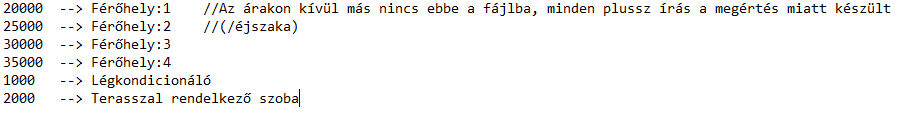 20000 --> Férőhely:1 //Az árakon kívül más nincs ebbe a fájlba, minden plussz írás a megértés miatt készült
25000 --> Férőhely:2 //(/éjszaka)
30000 --> Férőhely:3
35000 --> Férőhely:4
1000 --> Légkondicionáló
2000 --> Terasszal rendelkező szoba